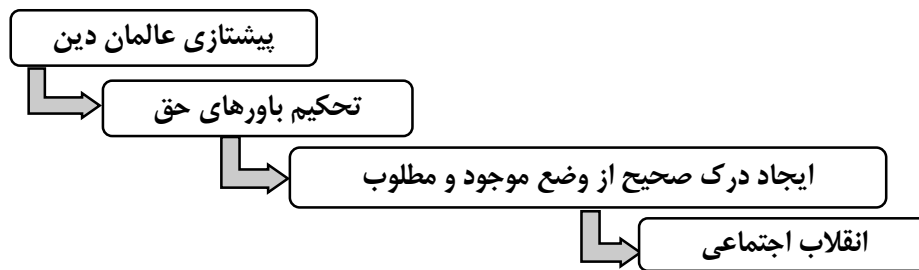 پیشتازی عالمان دین
تحکیم باورهای حق
ایجاد درک صحیح از وضع موجود و مطلوب
انقلاب اجتماعی